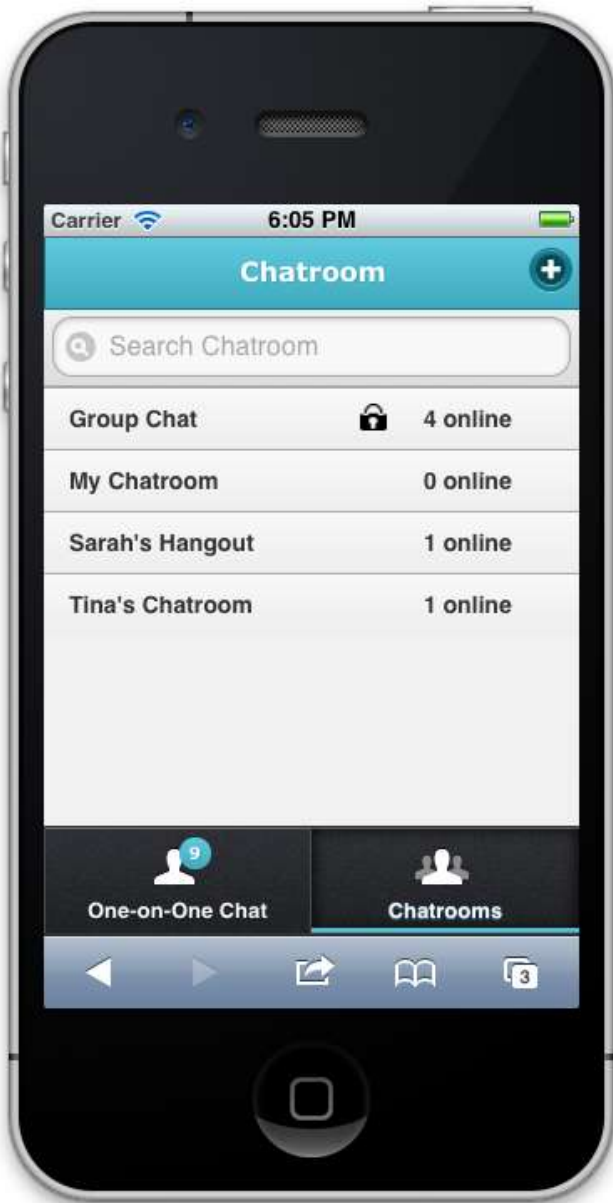 Carrier 6:05 PM
Chatroom
Search Chatroom
Group Chat 4 online
My Chatroom 0 online
Sarah's Hangout 1 online
Tina's Chatroom 1 online
9
One-on-One Chat Chatrooms
3